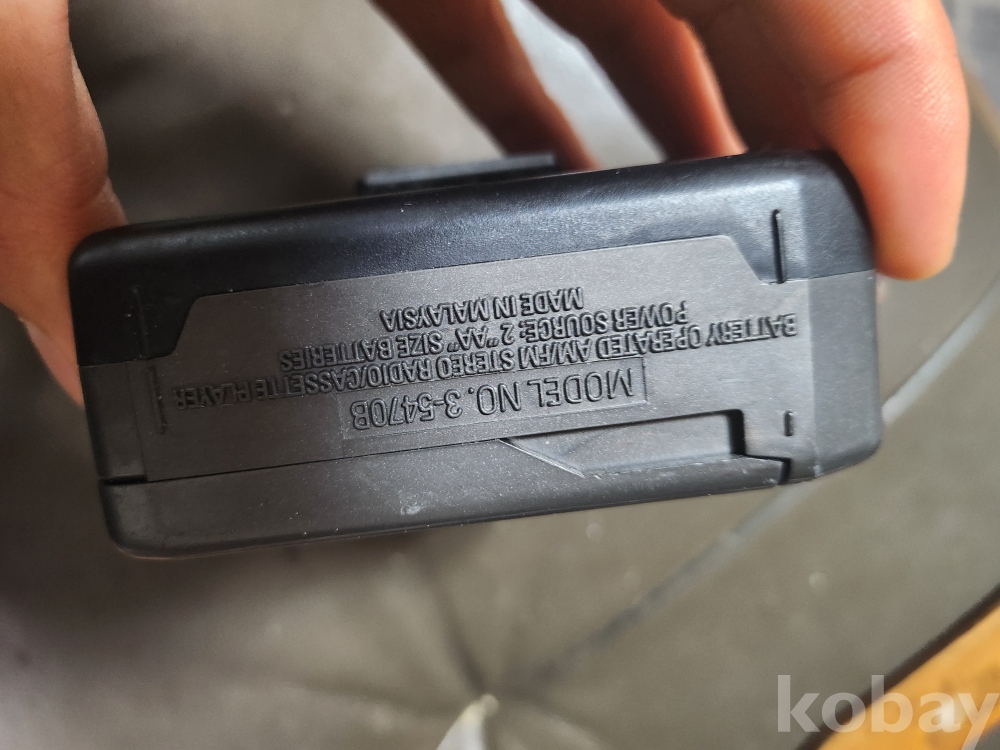 MODEL NO. 3-5470B
BATTERY OPERATED AM/FM STEREO RADIO/CASSETTE PLAYER
POWER SOURCE: 2 "AA" SIZE BATTERIES
MADE IN MALAYSIA
kobay